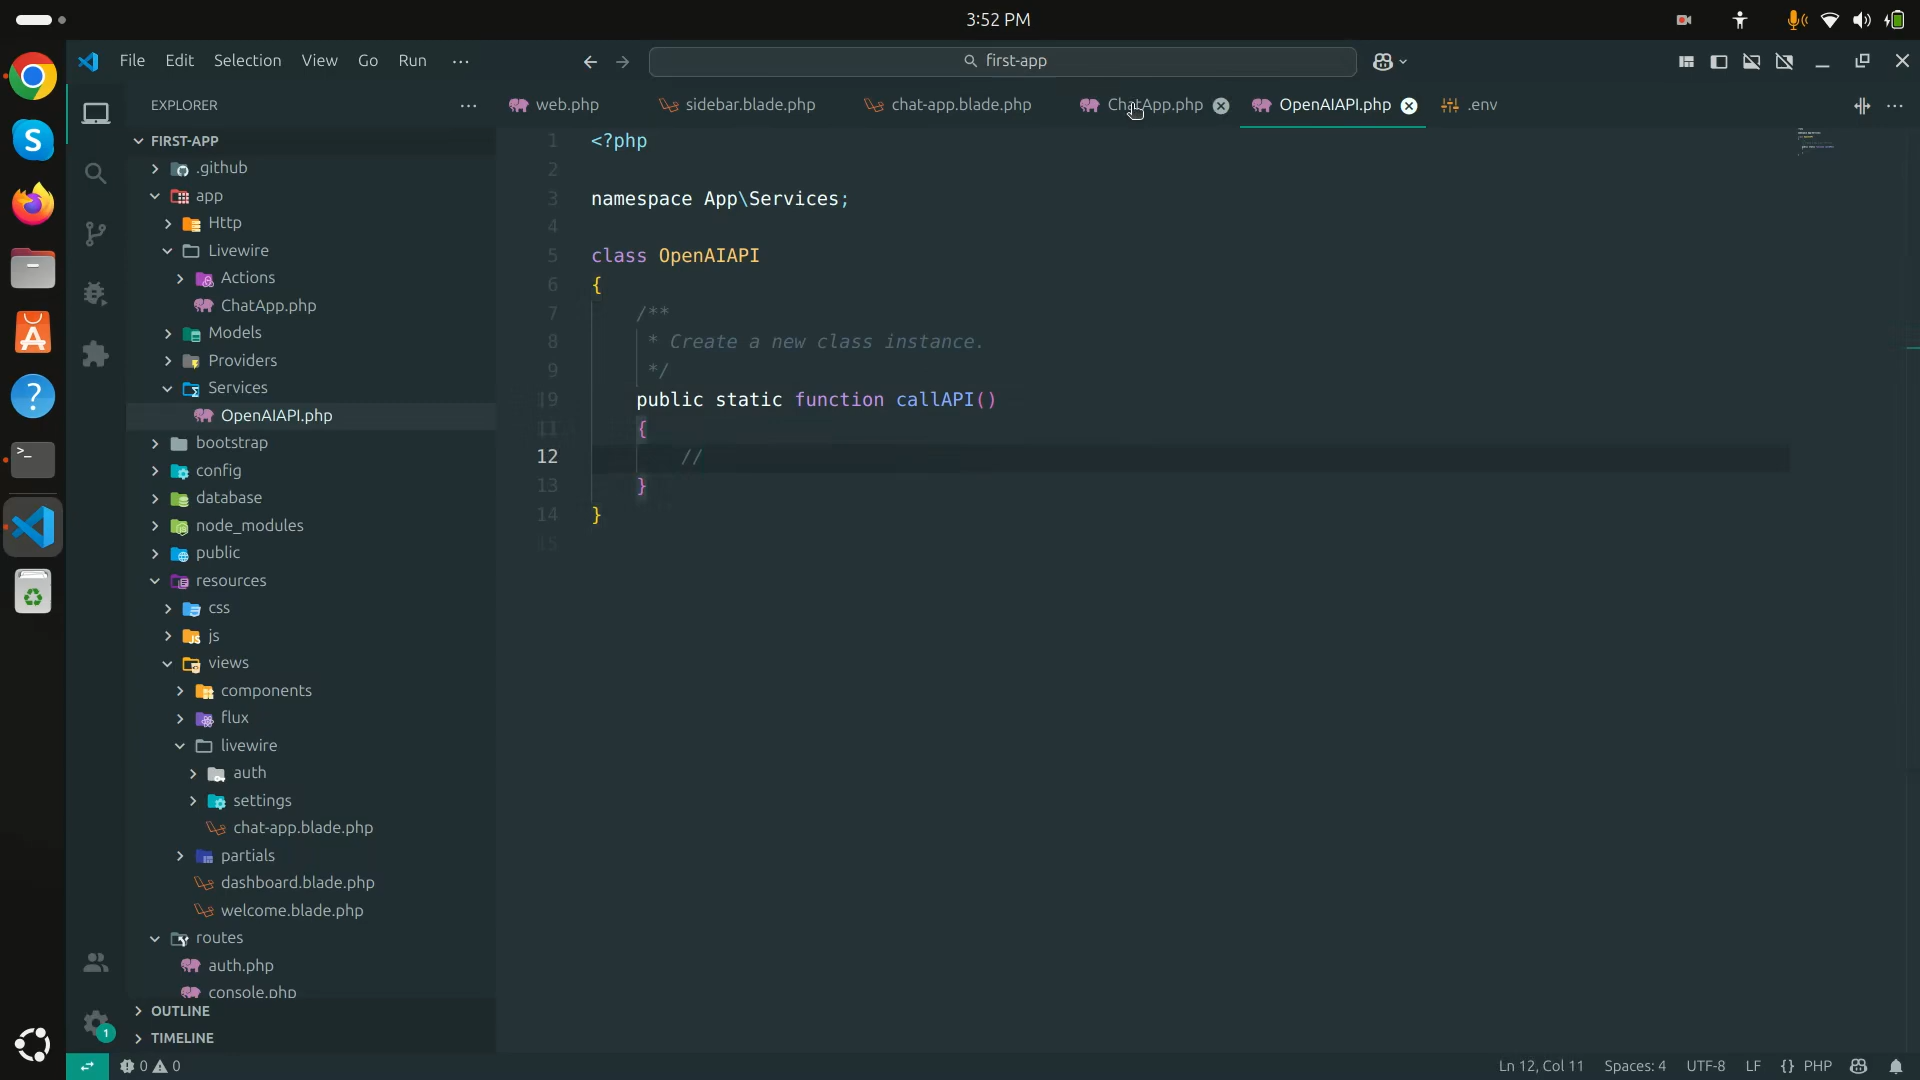 3:52 PM
File Edit Selection View Go Run ...
first-app
EXPLORER ...
web.php sidebar.blade.php chat-app.blade.php ChatApp.php OpenAIAPI.php .env
FIRST-APP
.github
app
Http
Livewire
Actions
ChatApp.php
Models
Providers
Services
OpenAIAPI.php
bootstrap
config
database
node_modules
public
resources
css
js
views
components
flux
livewire
auth
settings
chat-app.blade.php
partials
dashboard.blade.php
welcome.blade.php
routes
auth.php
console.php
OUTLINE
TIMELINE
1 <?php
2
3 namespace App\Services;
4
5 class OpenAIAPI
6 {
7 /**
8 * Create a new class instance.
9 */
19 public static function callAPI()
11 {
12 //
13 }
14 }
15
1
0 0
Ln 12, Col 11 Spaces: 4 UTF-8 LF {} PHP